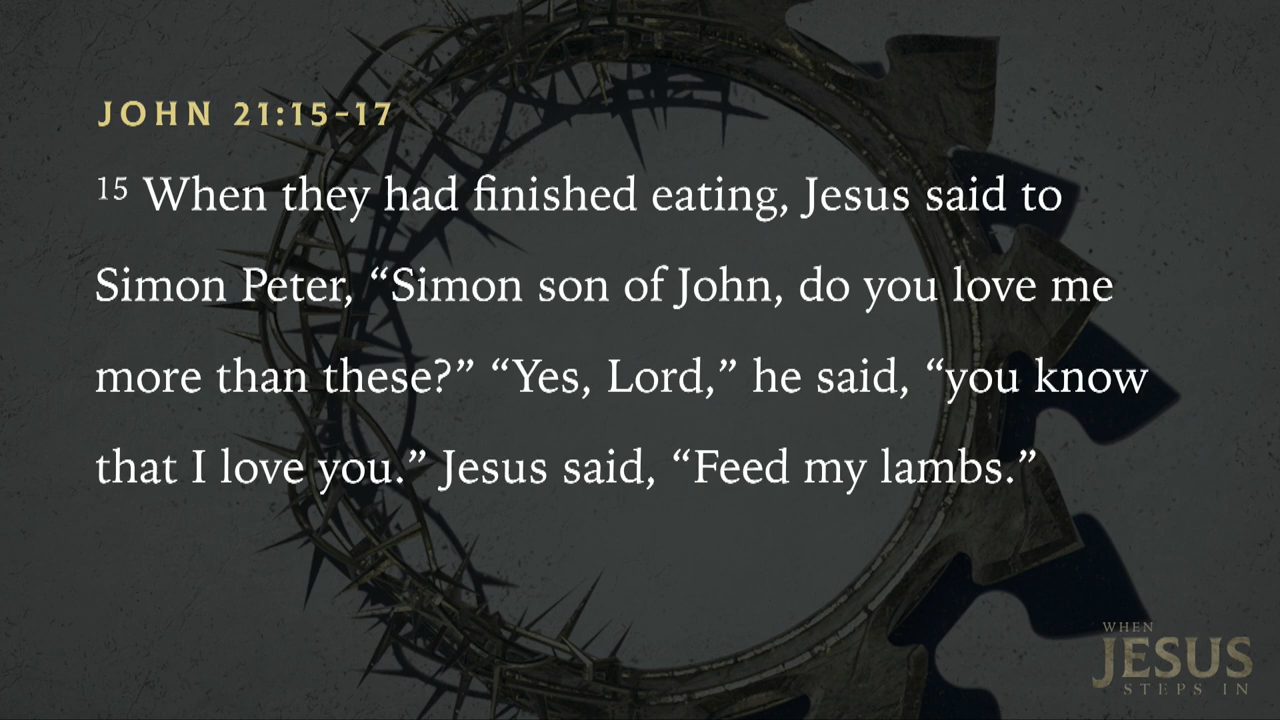 JOHN 21:15-17
15 When they had finished eating, Jesus said to
Simon Peter, “Simon son of John, do you love me
more than these?” “Yes, Lord,” he said, “you know
that I love you.” Jesus said, “Feed my lambs.”
WHEN
JESUS
STEPS IN